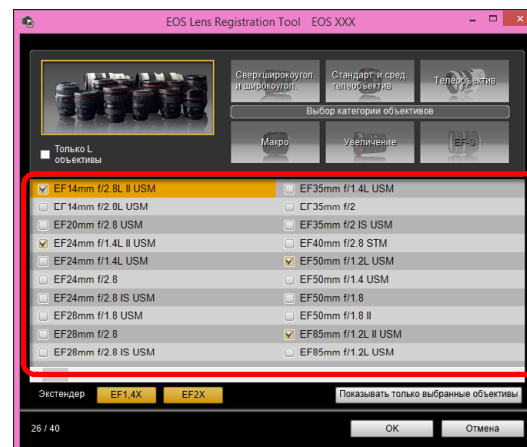 EOS Lens Registration Tool EOS XXX
Сверхширокоугол. и широкоугол.
Стандарт. и сред. телеобъектив
Телеобъектив
Выбор категории объективов
Только L объективы
Макро
Увеличение
EF-S
EF14mm f/2.8L II USM
EF35mm f/1.4L USM
EF14mm f/2.8L USM
EF35mm f/2
EF20mm f/2.8 USM
EF35mm f/2 IS USM
EF24mm f/1.4L II USM
EF40mm f/2.8 STM
EF24mm f/1.4L USM
EF50mm f/1.2L USM
EF24mm f/2.8
EF50mm f/1.4 USM
EF24mm f/2.8 IS USM
EF50mm f/1.8
EF28mm f/1.8 USM
EF50mm f/1.8 II
EF28mm f/2.8
EF85mm f/1.2L II USM
EF28mm f/2.8 IS USM
EF85mm f/1.2L USM
Экстендер EF1,4X EF2X Показывать только выбранные объективы
26 / 40 OK Отмена